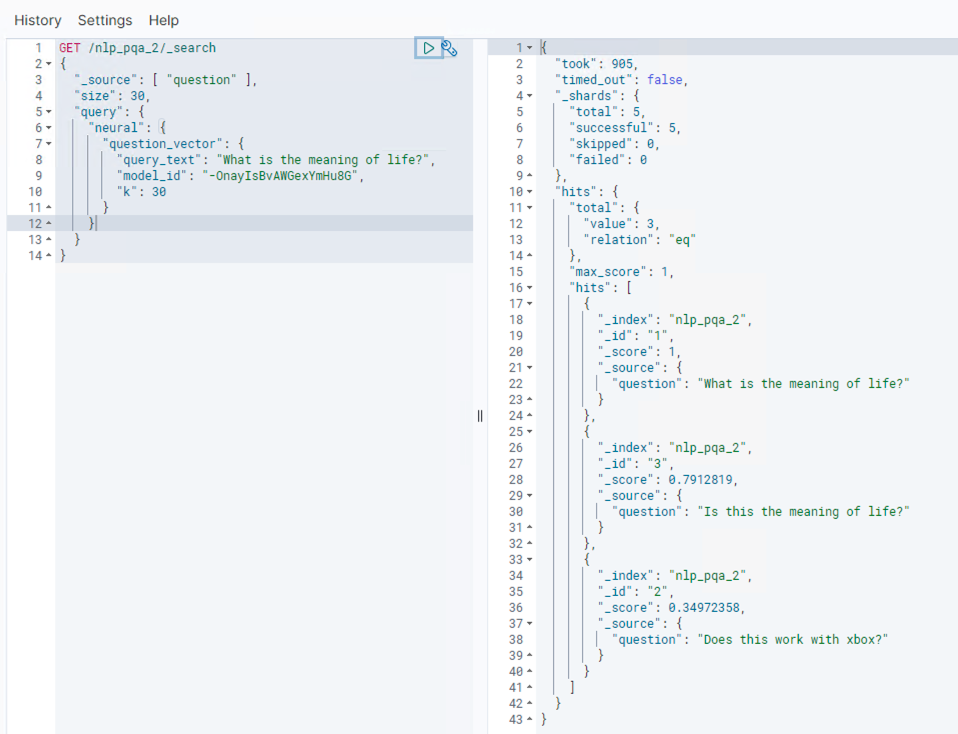 History Settings Help
1 GET /nlp_pqa_2/_search
2 {
3 "_source": [ "question" ],
4 "size": 30,
5 "query": {
6 "neural": {
7 "question_vector": {
8 "query_text": "What is the meaning of life?",
9 "model_id": "-OnayIsBvAWGexYmHu8G",
10 "k": 30
11 }
12 }
13 }
14 }
1 {
2 "took": 905,
3 "timed_out": false,
4 "_shards": {
5 "total": 5,
6 "successful": 5,
7 "skipped": 0,
8 "failed": 0
9 },
10 "hits": {
11 "total": {
12 "value": 3,
13 "relation": "eq"
14 },
15 "max_score": 1,
16 "hits": [
17 {
18 "_index": "nlp_pqa_2",
19 "_id": "1",
20 "_score": 1,
21 "_source": {
22 "question": "What is the meaning of life?"
23 }
24 },
25 {
26 "_index": "nlp_pqa_2",
27 "_id": "3",
28 "_score": 0.7912819,
29 "_source": {
30 "question": "Is this the meaning of life?"
31 }
32 },
33 {
34 "_index": "nlp_pqa_2",
35 "_id": "2",
36 "_score": 0.34972358,
37 "_source": {
38 "question": "Does this work with xbox?"
39 }
40 }
41 ]
42 }
43 }